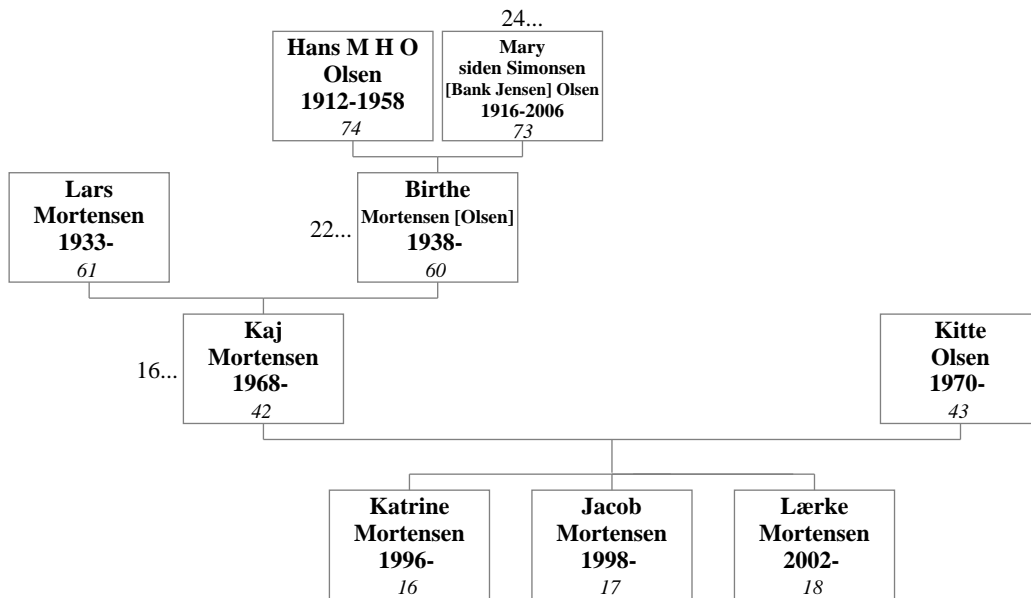 24...
Hans M H O
Olsen
1912-1958
74
Mary
siden Simonsen
[Bank Jensen] Olsen
1916-2006
73
Lars
Mortensen
1933-
61
22...
Birthe
Mortensen [Olsen]
1938-
60
16...
Kaj
Mortensen
1968-
42
Kitte
Olsen
1970-
43
Katrine
Mortensen
1996-
16
Jacob
Mortensen
1998-
17
Lærke
Mortensen
2002-
18